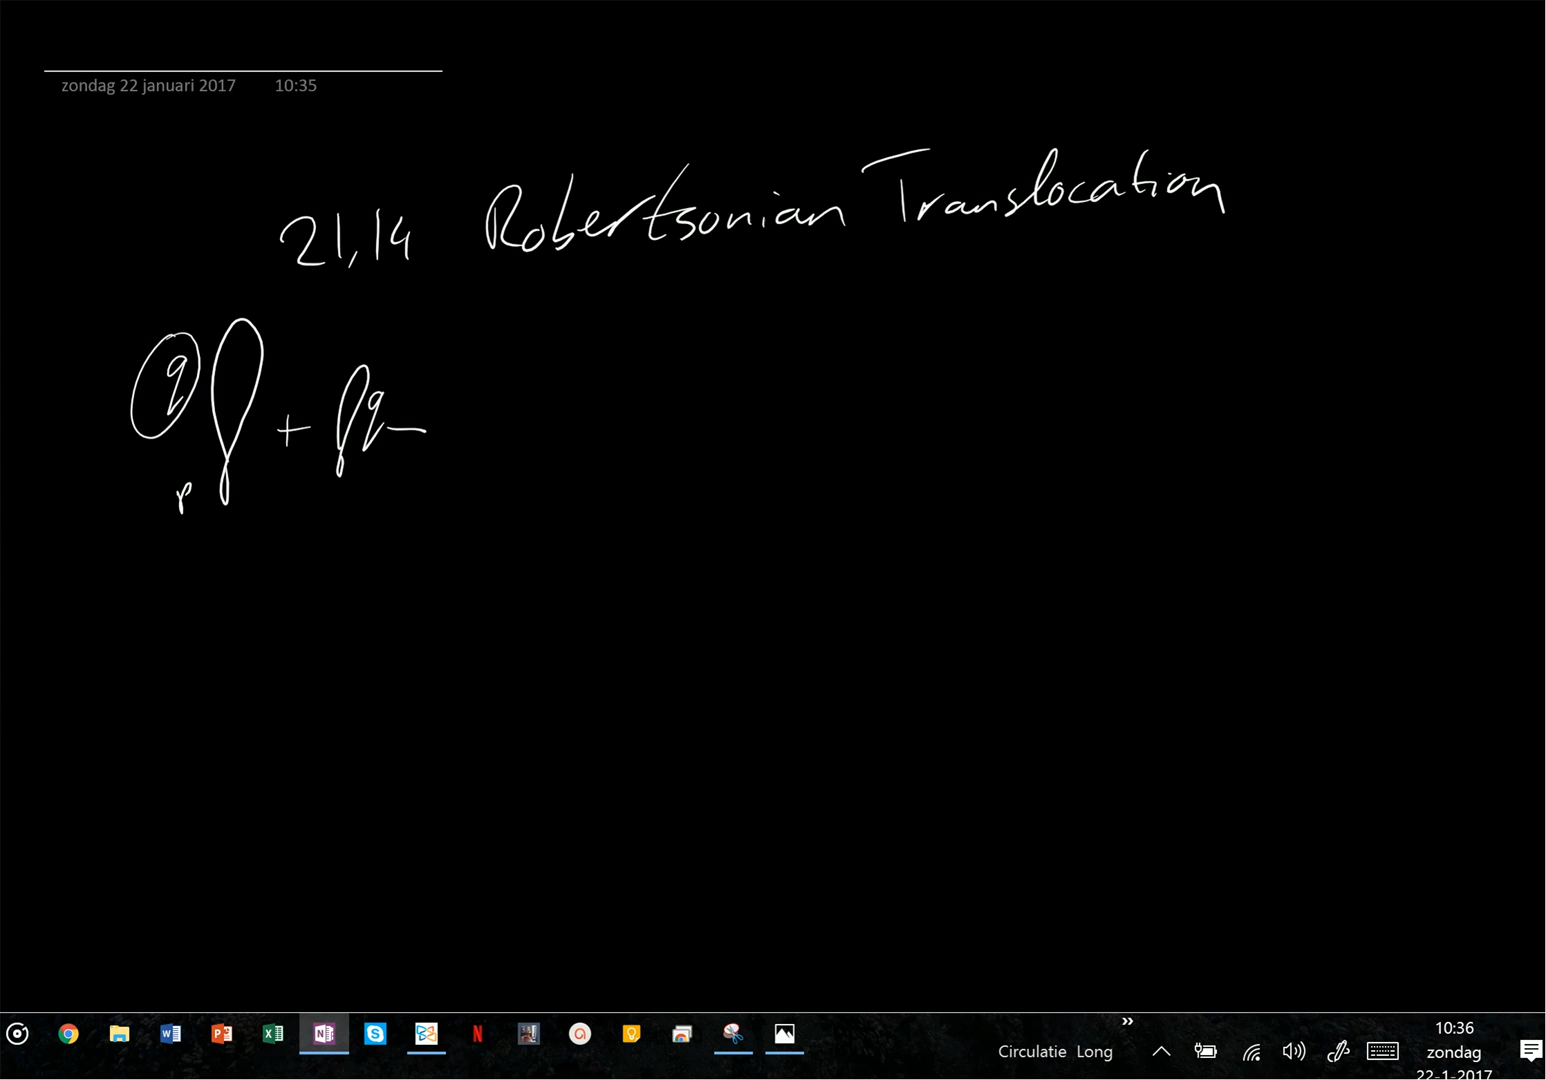 zondag 22 januari 2017 10:35
21,14 Robertsonian Translocation
q + q
p
10:36
Circulatie Long zondag
22-1-2017